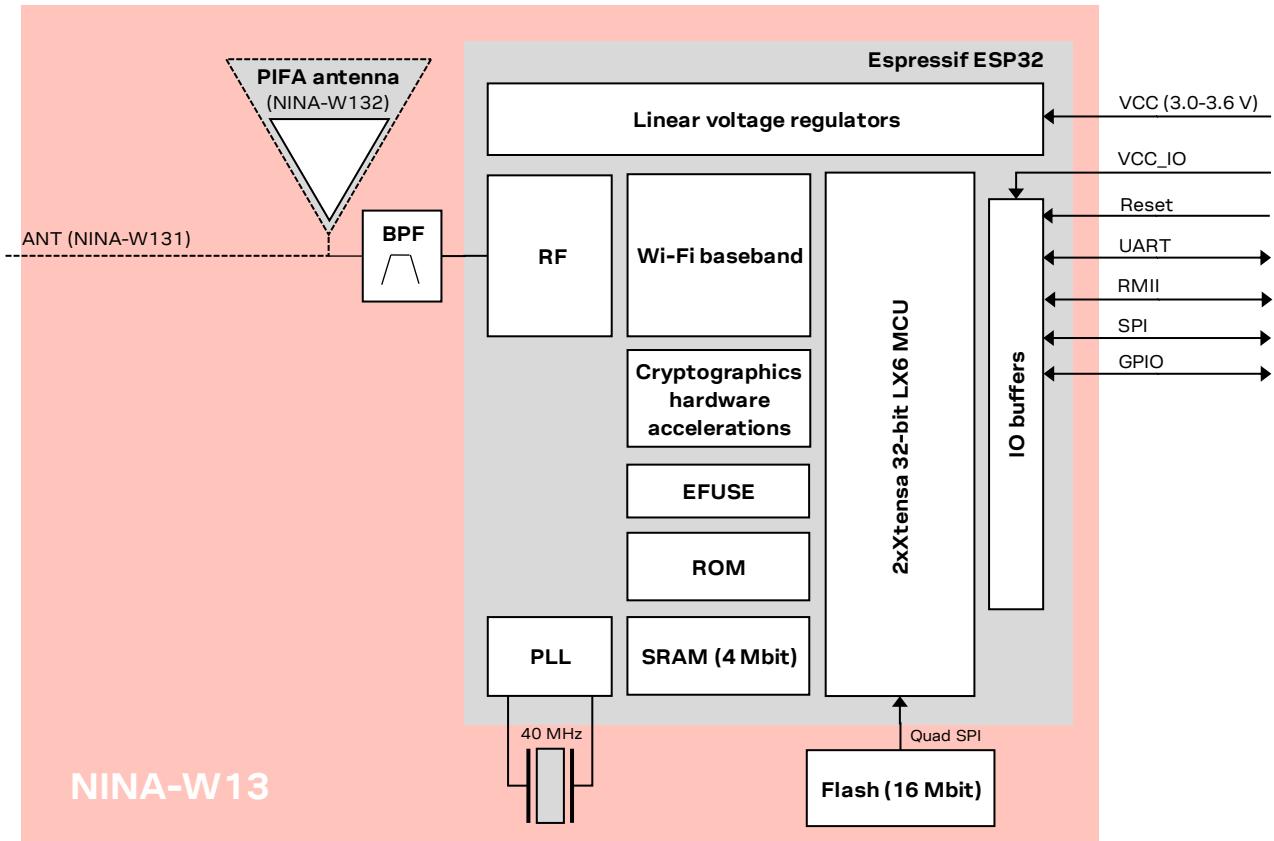 Espressif ESP32
PIFA antenna
(NINA-W132)
Linear voltage regulators
VCC (3.0-3.6 V)
VCC_IO
Reset
ANT (NINA-W131)
BPF
RF
Wi-Fi baseband
UART
RMII
SPI
GPIO
Cryptographics
hardware
accelerations
2xXtensa 32-bit LX6 MCU
IO buffers
EFUSE
ROM
PLL
SRAM (4 Mbit)
40 MHz
Quad SPI
NINA-W13
Flash (16 Mbit)